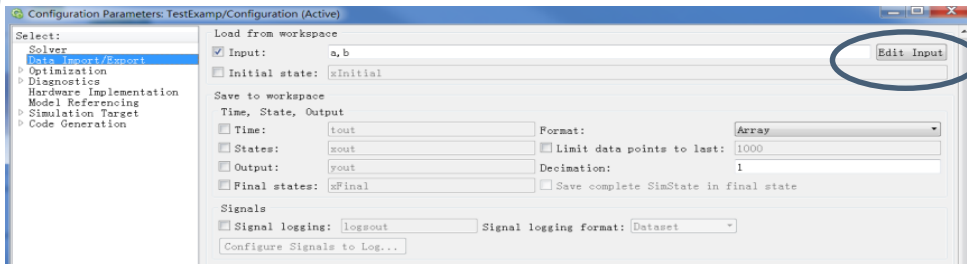 Configuration Parameters: TestExamp/Configuration (Active)
Select:
Solver
Data Import/Export
Optimization
Diagnostics
Hardware Implementation
Model Referencing
Simulation Target
Code Generation
Load from workspace
Input: a,b Edit Input
Initial state: xInitial
Save to workspace
Time, State, Output
Time: tout Format: Array
States: xout Limit data points to last: 1000
Output: yout Decimation: 1
Final states: xFinal Save complete SimState in final state
Signals
Signal logging: logsout Signal logging format: Dataset
Configure Signals to Log...